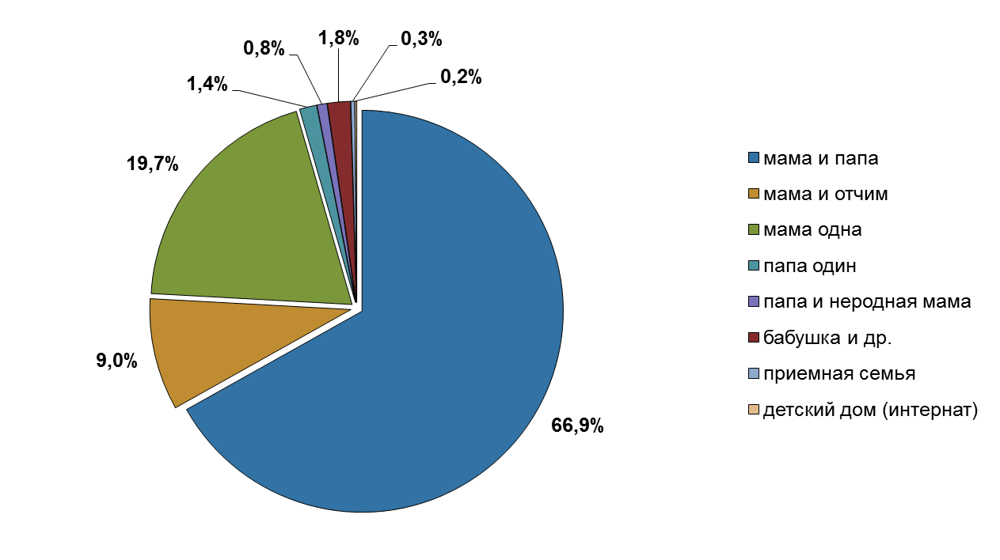 1,8%
0,3%
0,8%
0,2%
1,4%
19,7%
9,0%
66,9%
мама и папа
мама и отчим
мама одна
папа один
папа и неродная мама
бабушка и др.
приемная семья
детский дом (интернат)